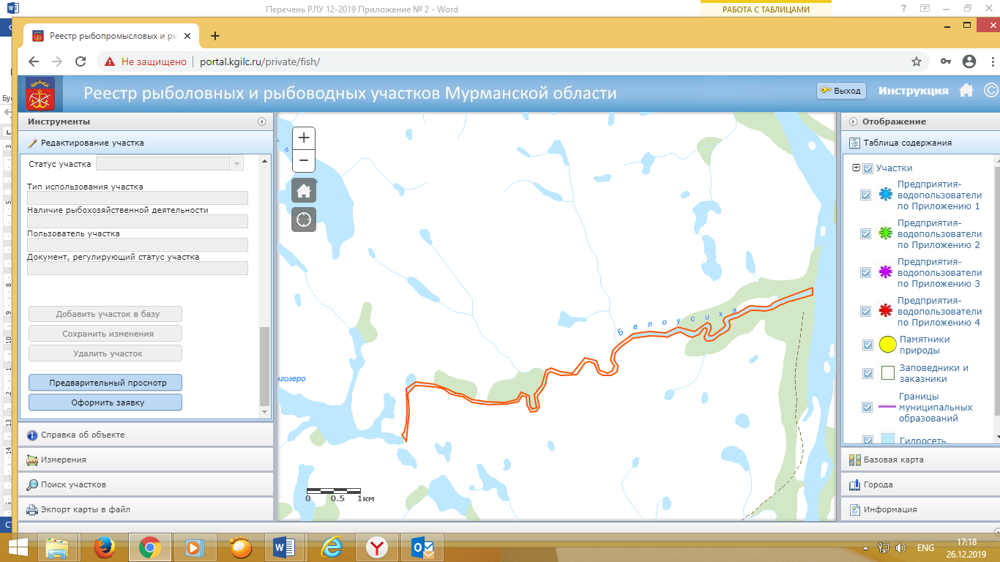 Перечень РЛУ 12-2019 Приложение № 2 - Word
РАБОТА С ТАБЛИЦАМИ
Реестр рыбопромысловых и
Не защищено
portal.kgilc.ru/private/fish/
Реестр рыболовных и рыбоводных участков Мурманской области
Выход
Инструкция
Инструменты
Редактирование участка
Статус участка
Тип использования участка
Наличие рыбохозяйственной деятельности
Пользователь участка
Документ, регулирующий статус участка
Добавить участок в базу
Сохранить изменения
Удалить участок
Предварительный просмотр
Оформить заявку
Справка об объекте
Измерения
Поиск участков
Экспорт карты в файл
+
−
Белоусиха
нгозеро
0 0.5 1км
Отображение
Таблица содержания
Участки
Предприятия-
водопользователи
по Приложению 1
Предприятия-
водопользователи
по Приложению 2
Предприятия-
водопользователи
по Приложению 3
Предприятия-
водопользователи
по Приложению 4
Памятники
природы
Заповедники и
заказники
Границы
муниципальных
образований
Гидросеть
Базовая карта
Города
Информация
ENG
17:18
26.12.2019